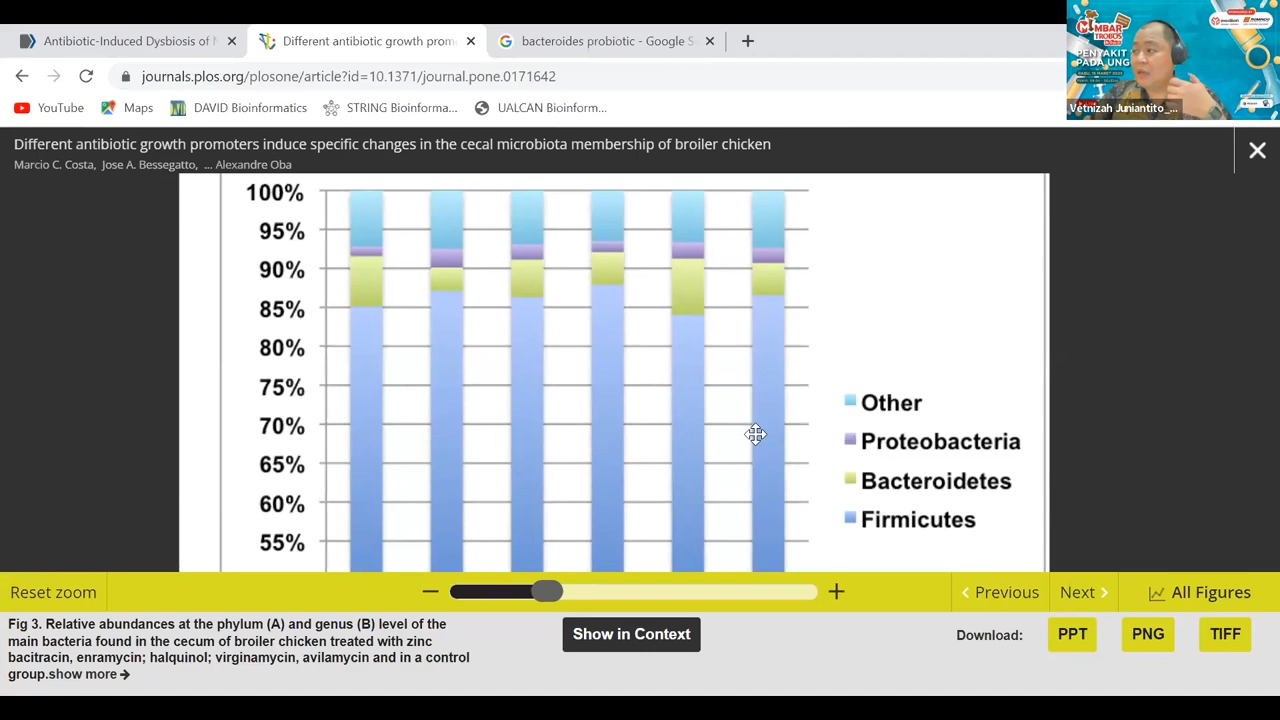 Antibiotic-Induced Dysbiosis of M
Different antibiotic growth prom
bacteroides probiotic - Google S
journals.plos.org/plosone/article?id=10.1371/journal.pone.0171642
YouTube
Maps
DAVID Bioinformatics
STRING Bioinforma...
UALCAN Bioinform...
MIMBAR
TROBOS
PENYAKIT
PADA UNG
Vetnizah Juniantito_...
Different antibiotic growth promoters induce specific changes in the cecal microbiota membership of broiler chicken
Marcio C. Costa, Jose A. Bessegatto, ... Alexandre Oba
100%
95%
90%
85%
80%
75%
70%
65%
60%
55%
Other
Proteobacteria
Bacteroidetes
Firmicutes
Reset zoom
Previous
Next
All Figures
Fig 3. Relative abundances at the phylum (A) and genus (B) level of the
main bacteria found in the cecum of broiler chicken treated with zinc
bacitracin, enramycin; halquinol; virginamycin, avilamycin and in a control
group.show more
Show in Context
Download:
PPT
PNG
TIFF